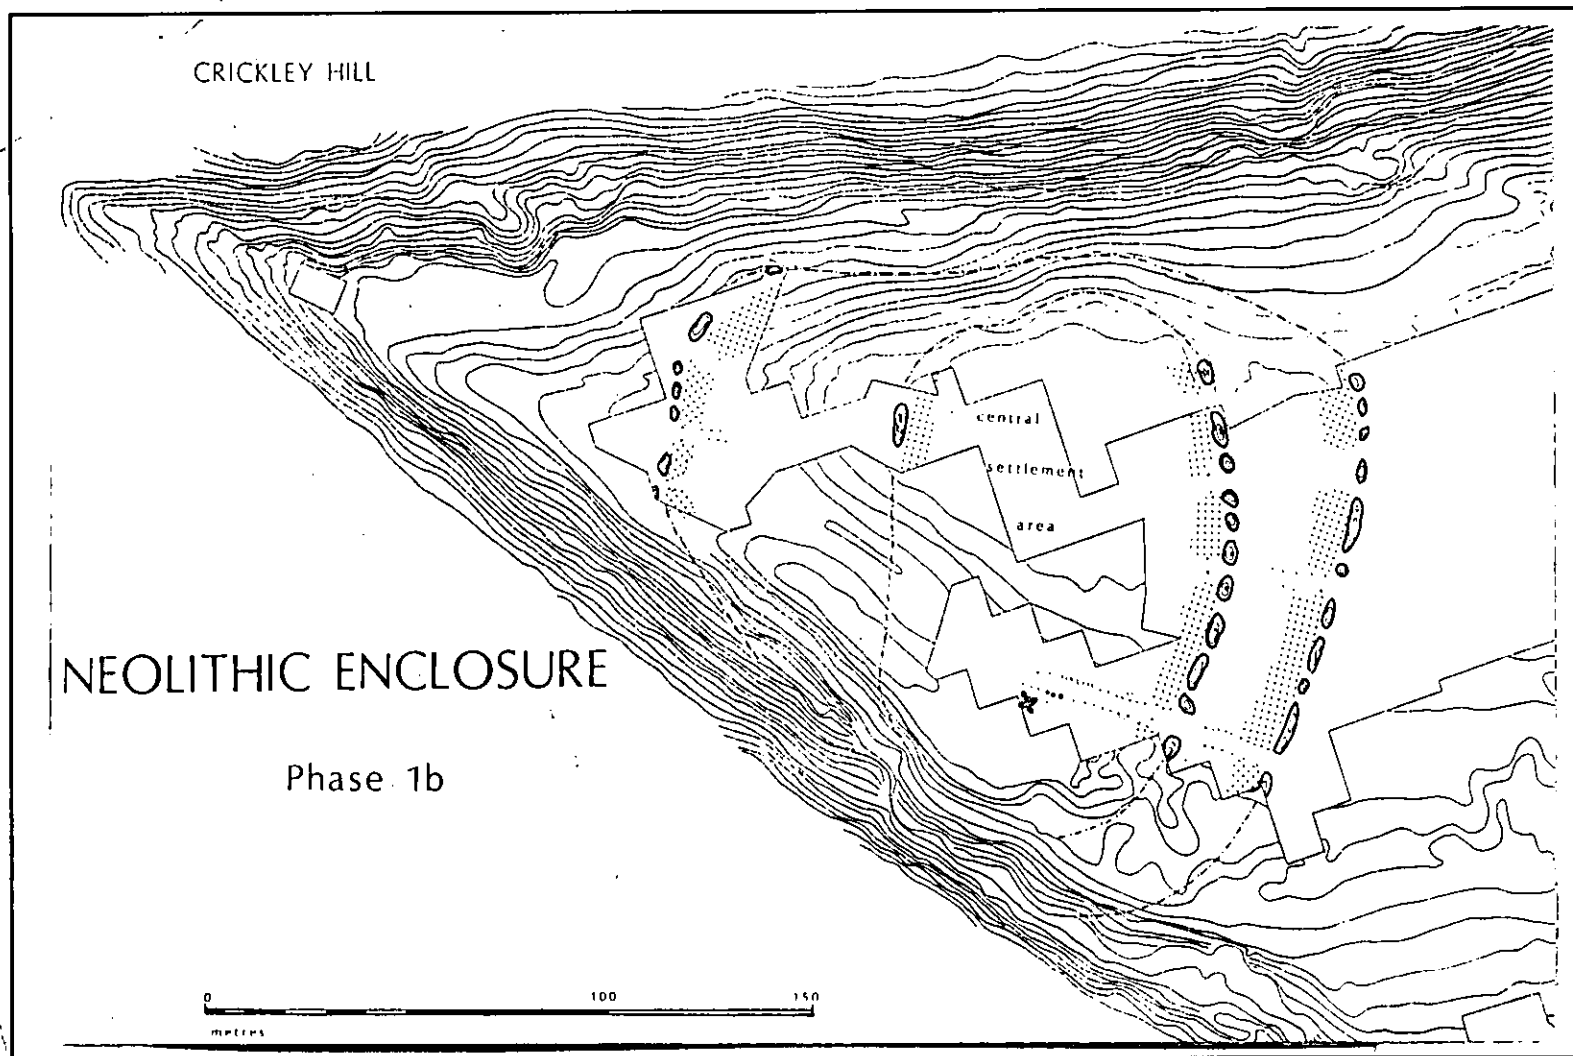 CRICKLEY HILL
central
settlement
area
NEOLITHIC ENCLOSURE
Phase 1b
0 100 150
metres